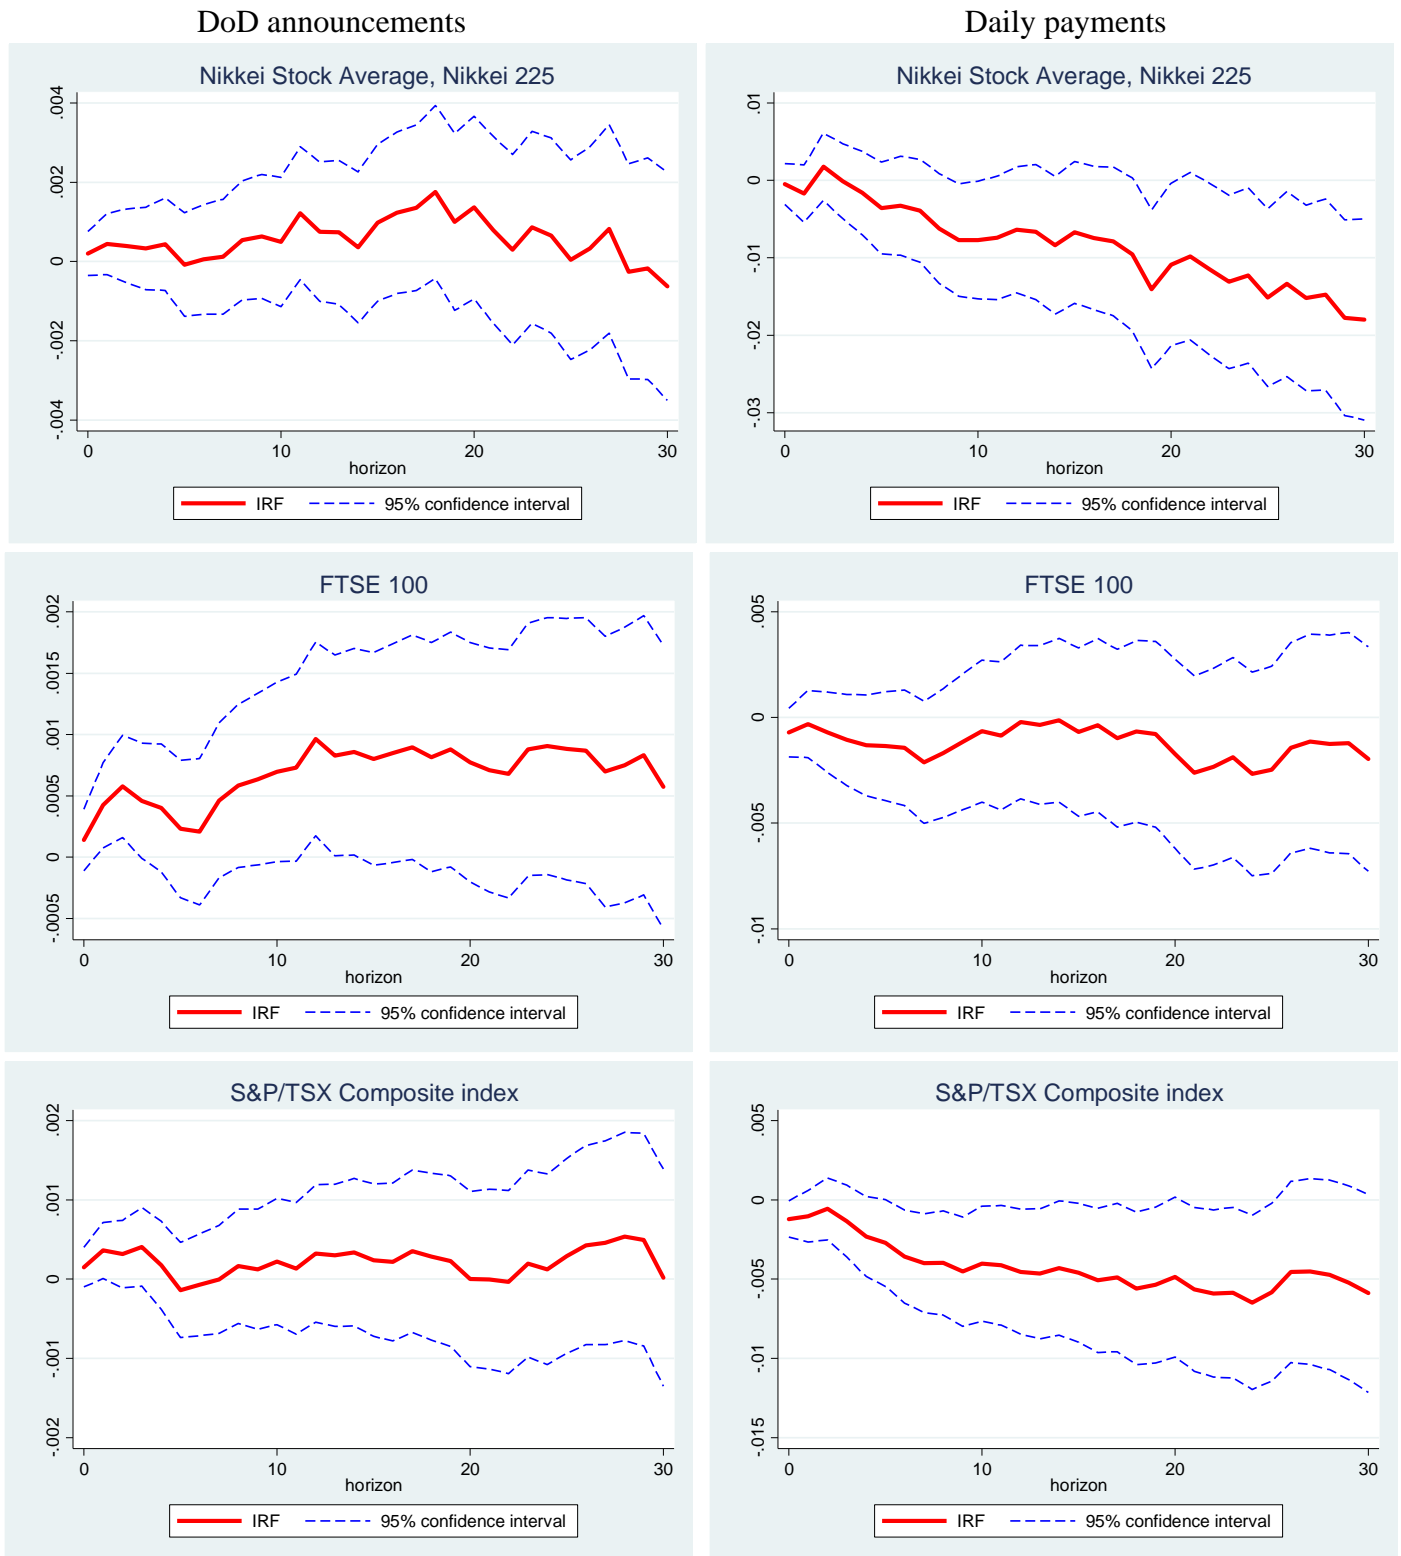 DoD announcements
Daily payments
Nikkei Stock Average, Nikkei 225
.004
.002
0
-.002
-.004
0 10 20 30
horizon
IRF 95% confidence interval
Nikkei Stock Average, Nikkei 225
.01
0
-.01
-.02
-.03
0 10 20 30
horizon
IRF 95% confidence interval
FTSE 100
.002
.0015
.001
.0005
0
-.0005
0 10 20 30
horizon
IRF 95% confidence interval
FTSE 100
.005
0
-.005
-.01
0 10 20 30
horizon
IRF 95% confidence interval
S&P/TSX Composite index
.002
.001
0
-.001
-.002
0 10 20 30
horizon
IRF 95% confidence interval
S&P/TSX Composite index
.005
0
-.005
-.01
-.015
0 10 20 30
horizon
IRF 95% confidence interval